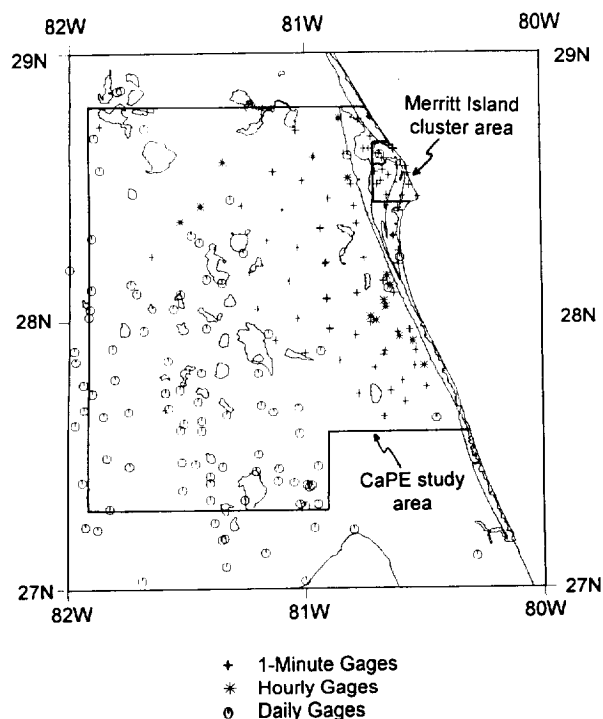 82W 81W 80W
29N 29N
Merritt Island
cluster area
28N 28N
CaPE study
area
27N 27N
82W 81W 80W
1-Minute Gages
Hourly Gages
Daily Gages